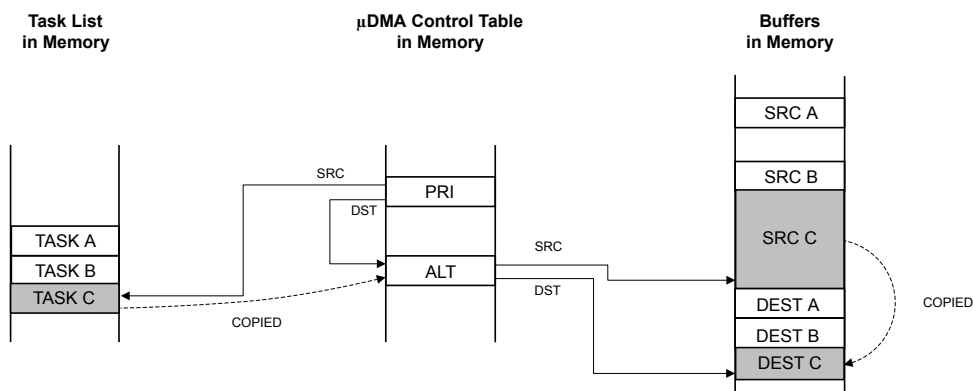 Task List
in Memory
µDMA Control Table
in Memory
Buffers
in Memory
SRC A
SRC B
SRC
PRI
DST
SRC C
TASK A
TASK B
TASK C
SRC
ALT
DST
COPIED
DEST A
DEST B
DEST C
COPIED